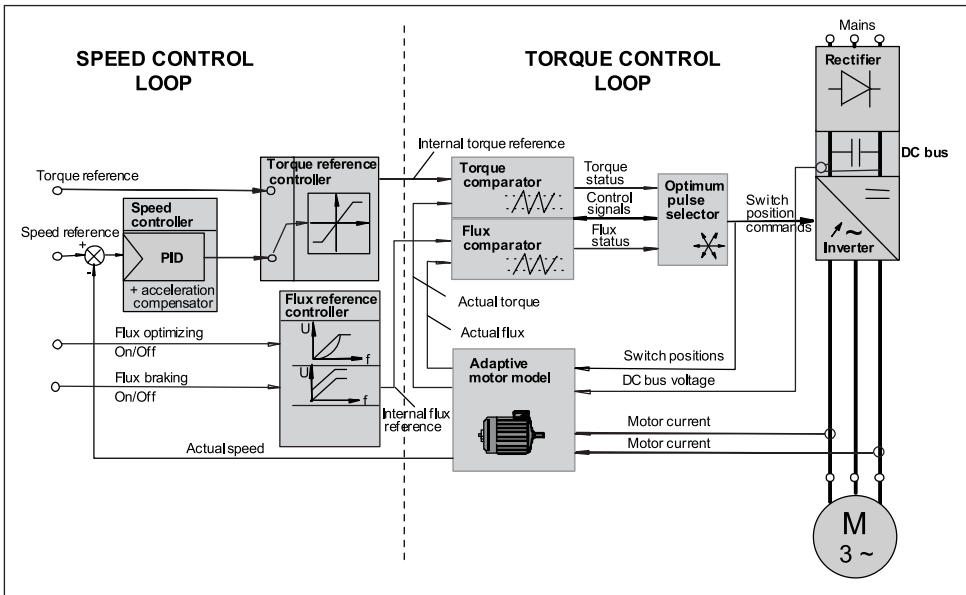 SPEED CONTROL
LOOP
TORQUE CONTROL
LOOP
Mains
Rectifier
DC bus
Inverter
Internal torque reference
Torque reference
Torque reference
controller
Speed reference
+
-
Speed
controller
PID
+ acceleration
compensator
Torque
comparator
Flux
comparator
Torque
status
Control
signals
Flux
status
Optimum
pulse
selector
Switch
position
commands
~
Flux reference
controller
U
f
U
f
Flux optimizing
On/Off
Flux braking
On/Off
Internal flux
reference
Actual torque
Actual flux
Actual speed
Adaptive
motor model
Switch positions
DC bus voltage
Motor current
Motor current
M
3 ~